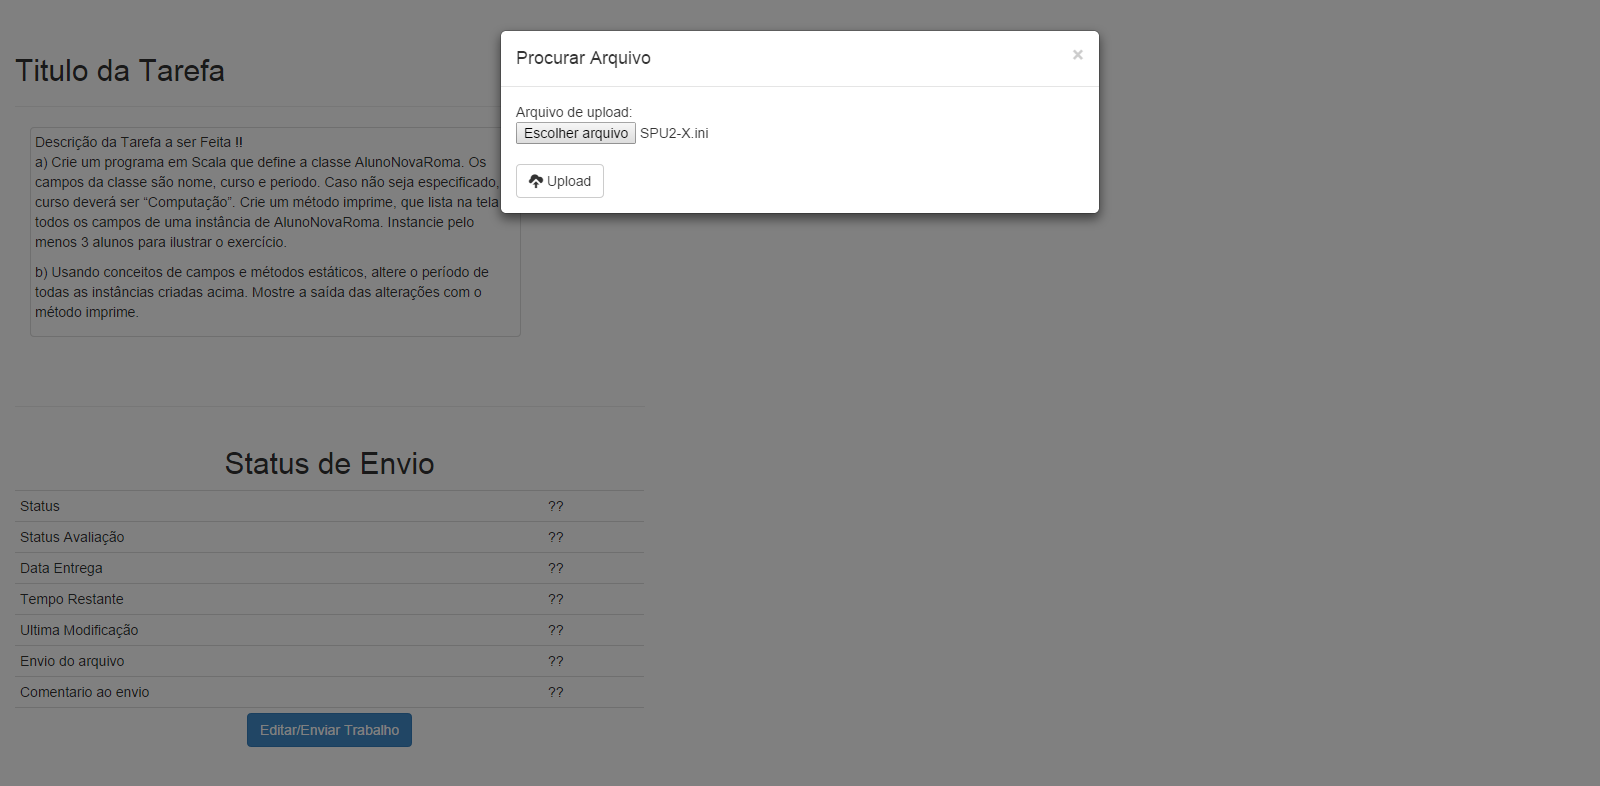 Titulo da Tarefa
Procurar Arquivo
×
Arquivo de upload:
Escolher arquivo SPU2-X.ini
Upload
Descrição da Tarefa a ser Feita !!
a) Crie um programa em Scala que define a classe AlunoNovaRoma. Os
campos da classe são nome, curso e periodo. Caso não seja especificado,
curso deverá ser “Computação”. Crie um método imprime, que lista na tela
todos os campos de uma instância de AlunoNovaRoma. Instancie pelo
menos 3 alunos para ilustrar o exercício.
b) Usando conceitos de campos e métodos estáticos, altere o período de
todas as instâncias criadas acima. Mostre a saída das alterações com o
método imprime.
Status de Envio
Status ??
Status Avaliação ??
Data Entrega ??
Tempo Restante ??
Ultima Modificação ??
Envio do arquivo ??
Comentario ao envio ??
Editar/Enviar Trabalho